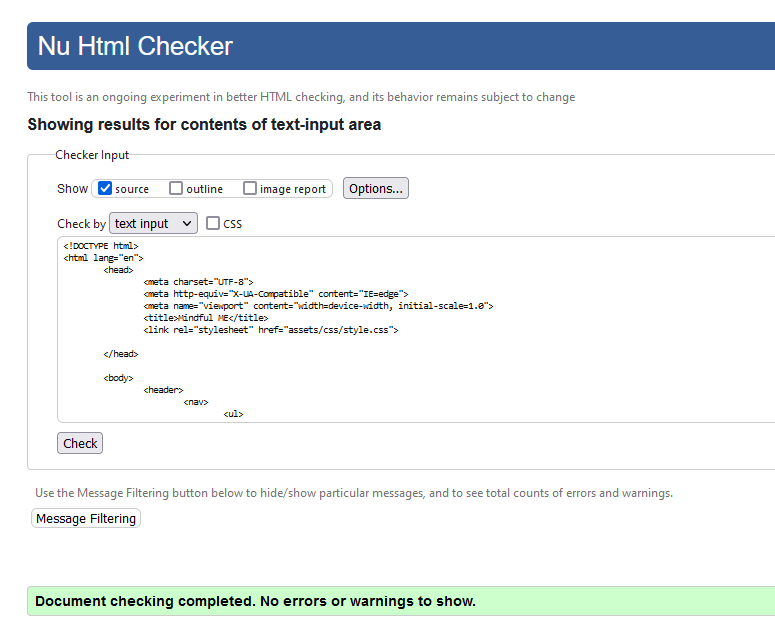 Nu Html Checker
This tool is an ongoing experiment in better HTML checking, and its behavior remains subject to change
Showing results for contents of text-input area
Checker Input
Show source outline image report Options...
Check by text input CSS
<!DOCTYPE html>
<html lang="en">
<head>
<meta charset="UTF-8">
<meta http-equiv="X-UA-Compatible" content="IE=edge">
<meta name="viewport" content="width=device-width, initial-scale=1.0">
<title>Mindful ME</title>
<link rel="stylesheet" href="assets/css/style.css">
</head>
<body>
<header>
<nav>
<ul>
Check
Use the Message Filtering button below to hide/show particular messages, and to see total counts of errors and warnings.
Message Filtering
Document checking completed. No errors or warnings to show.